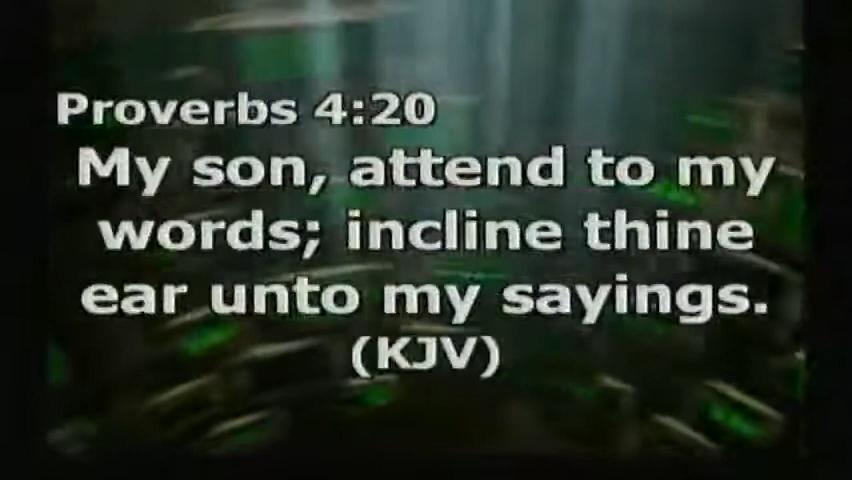 Proverbs 4:20
My son, attend to my
words; incline thine
ear unto my sayings.
(KJV)